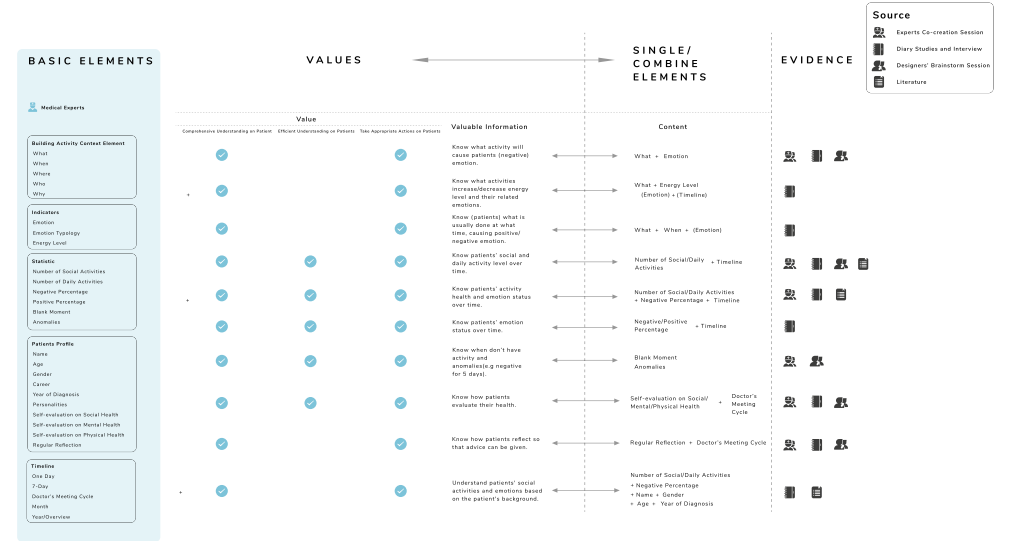 Source
Experts Co-creation Session
Diary Studies and Interview
Designers' Brainstorm Session
Literature
BASIC ELEMENTS
VALUES
SINGLE/
COMBINE
ELEMENTS
EVIDENCE
Medical Experts
Building Activity Context Element
What
When
Where
Who
Why
Indicators
Emotion
Emotion Typology
Energy Level
Statistic
Number of Social Activities
Number of Daily Activities
Negative Percentage
Positive Percentage
Blank Moment
Anomalies
Patients Profile
Name
Age
Gender
Career
Year of Diagnosis
Personalities
Self-evaluation on Social Health
Self-evaluation on Mental Health
Self-evaluation on Physical Health
Regular Reflection
Timeline
One Day
7-Day
Doctor's Meeting Cycle
Month
Year/Overview
Value
Comprehensive Understanding on Patient
Efficient Understanding on Patients
Take Appropriate Actions on Patients
Valuable Information
Content
Know what activity will
cause patients (negative)
emotion.
What + Emotion
+
Know what activities
increase/decrease energy
level and their related
emotions.
What + Energy Level
(Emotion) + (Timeline)
Know (patients) what is
usually done at what
time, causing positive/
negative emotion.
What + When + (Emotion)
Know patients' social and
daily activity level over
time.
Number of Social/Daily
Activities
+ Timeline
+
Know patients' activity
health and emotion status
over time.
Number of Social/Daily Activities
+ Negative Percentage + Timeline
Know patients' emotion
status over time.
Negative/Positive
Percentage
+ Timeline
Know when don't have
activity and
anomalies(e.g negative
for 5 days).
Blank Moment
Anomalies
Know how patients
evaluate their health.
Self-evaluation on Social/
Mental/Physical Health
+
Doctor's
Meeting
Cycle
Know how patients reflect so
that advice can be given.
Regular Reflection + Doctor's Meeting Cycle
+
Understand patients' social
activities and emotions based
on the patient's background.
Number of Social/Daily Activities
+ Negative Percentage
+ Name + Gender
+ Age + Year of Diagnosis